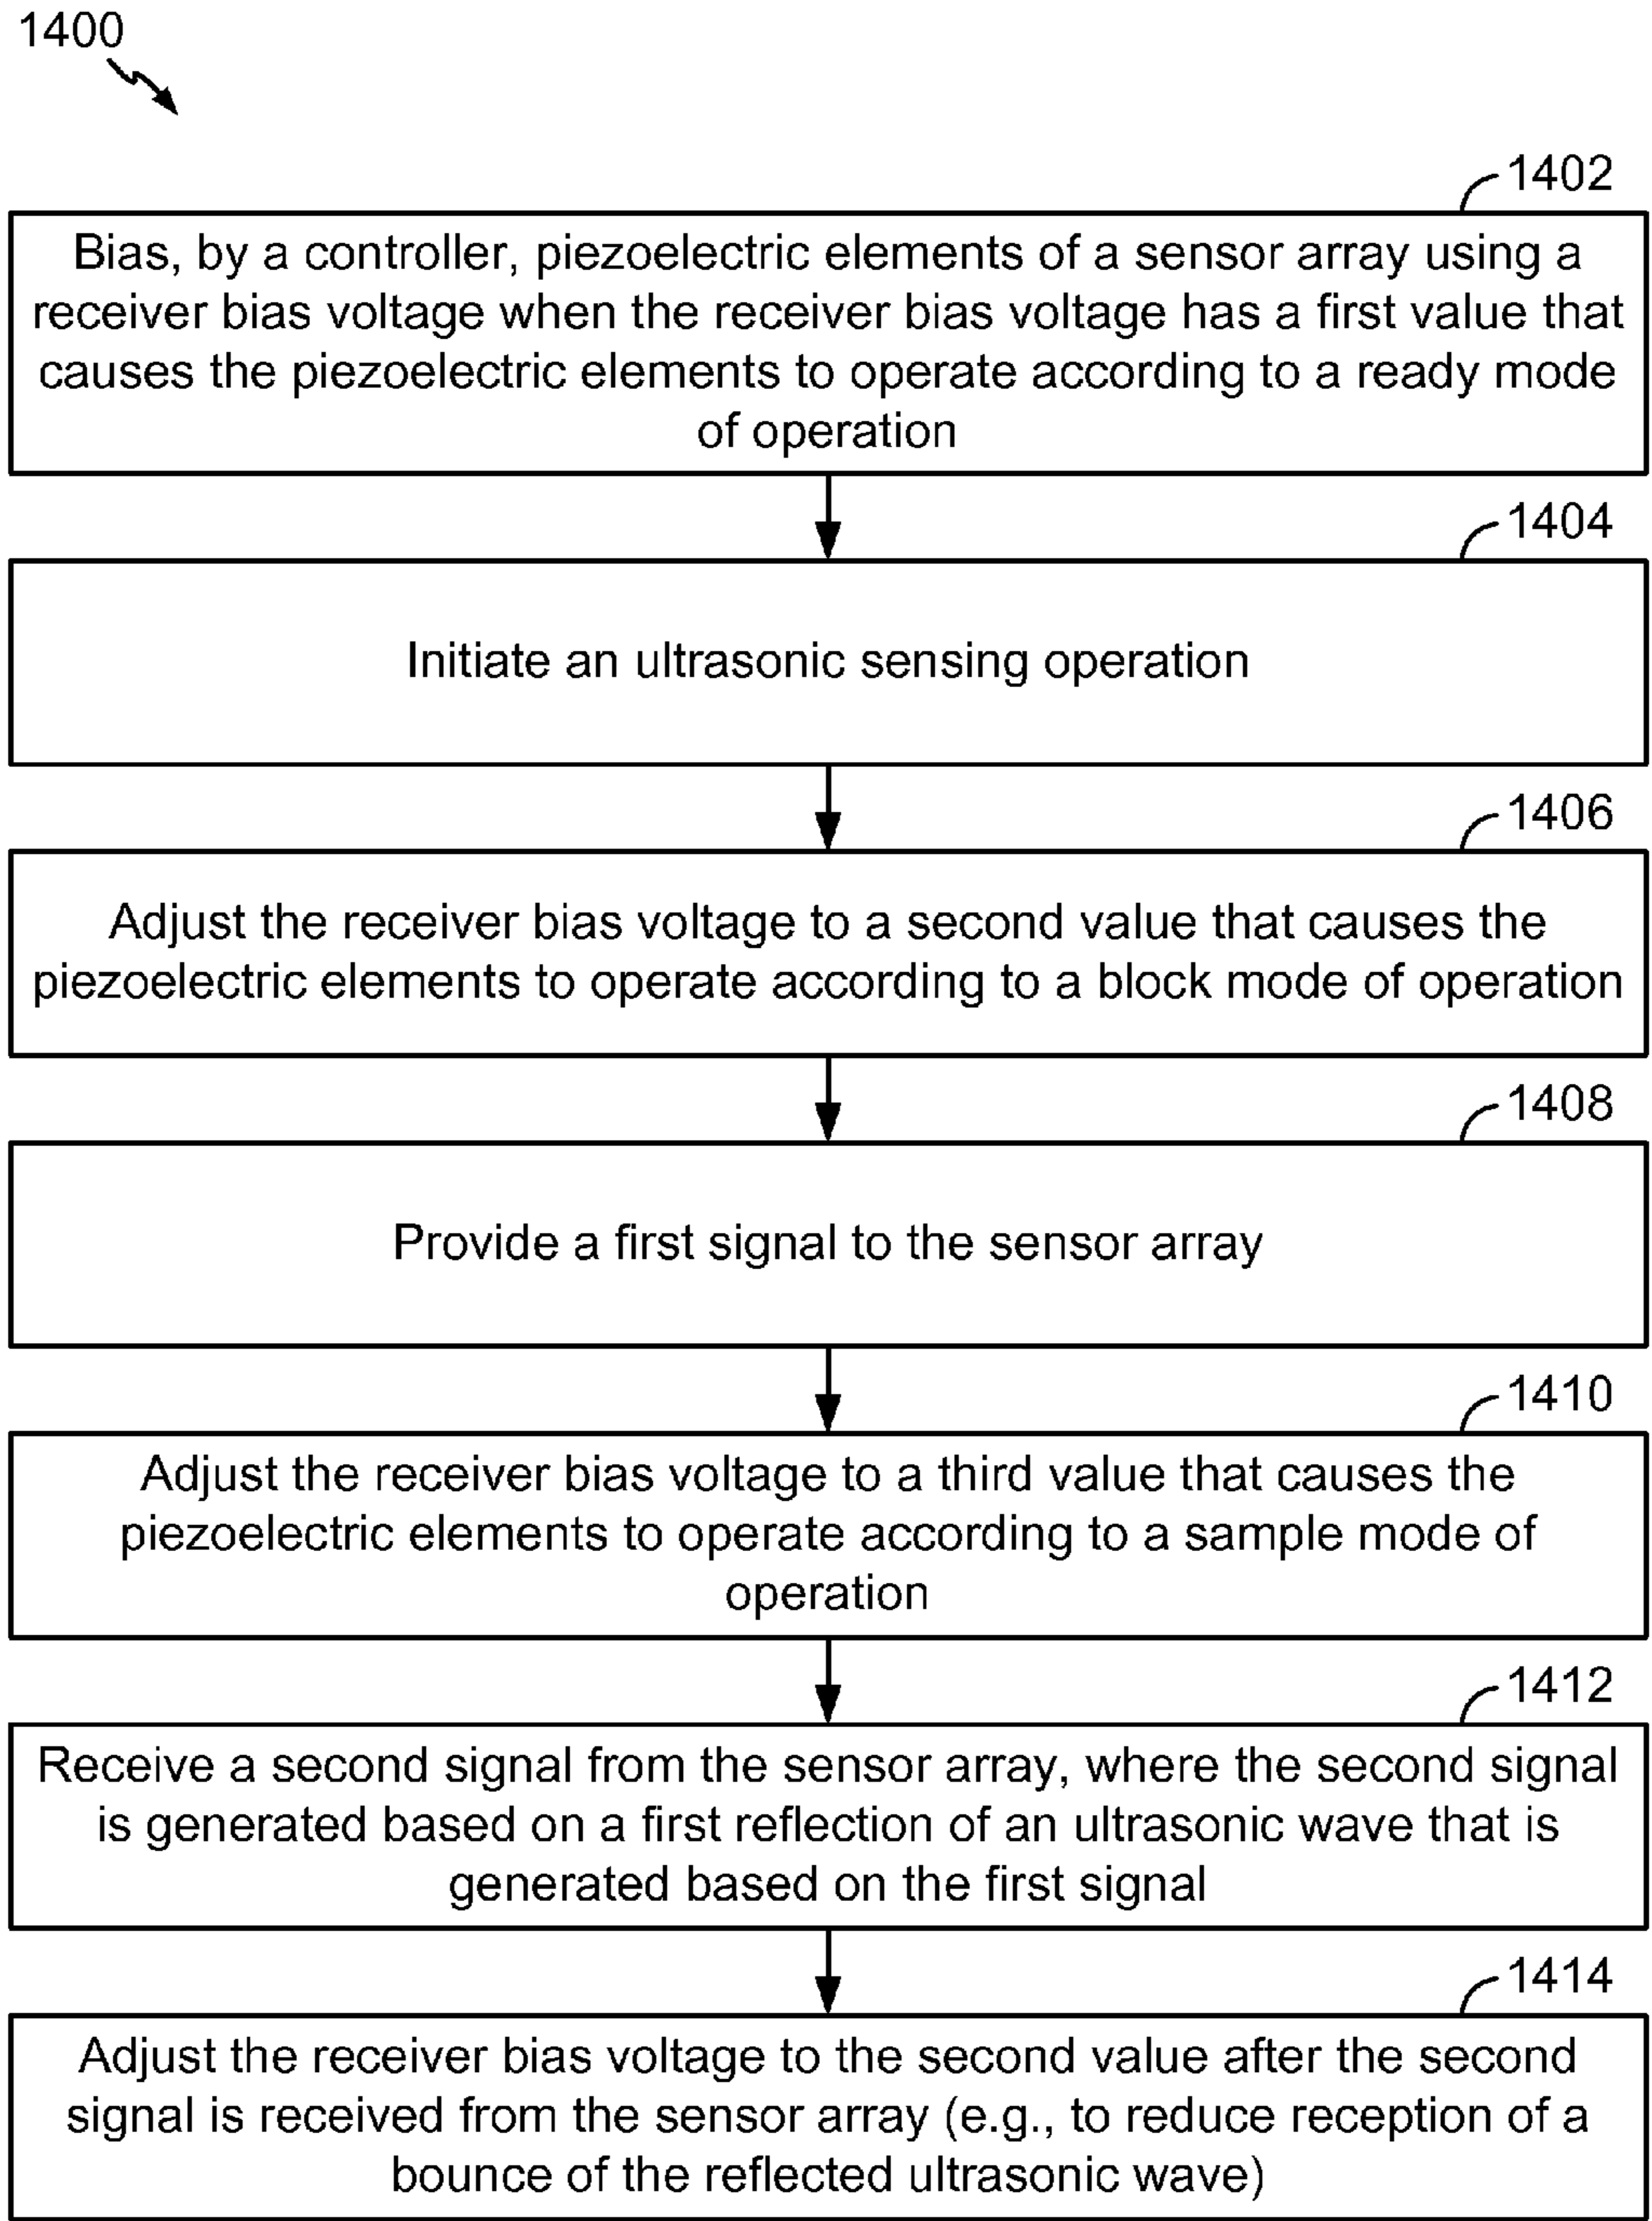 1400
1402
Bias, by a controller, piezoelectric elements of a sensor array using a
receiver bias voltage when the receiver bias voltage has a first value that
causes the piezoelectric elements to operate according to a ready mode
of operation
1404
Initiate an ultrasonic sensing operation
1406
Adjust the receiver bias voltage to a second value that causes the
piezoelectric elements to operate according to a block mode of operation
1408
Provide a first signal to the sensor array
1410
Adjust the receiver bias voltage to a third value that causes the
piezoelectric elements to operate according to a sample mode of
operation
1412
Receive a second signal from the sensor array, where the second signal
is generated based on a first reflection of an ultrasonic wave that is
generated based on the first signal
1414
Adjust the receiver bias voltage to the second value after the second
signal is received from the sensor array (e.g., to reduce reception of a
bounce of the reflected ultrasonic wave)